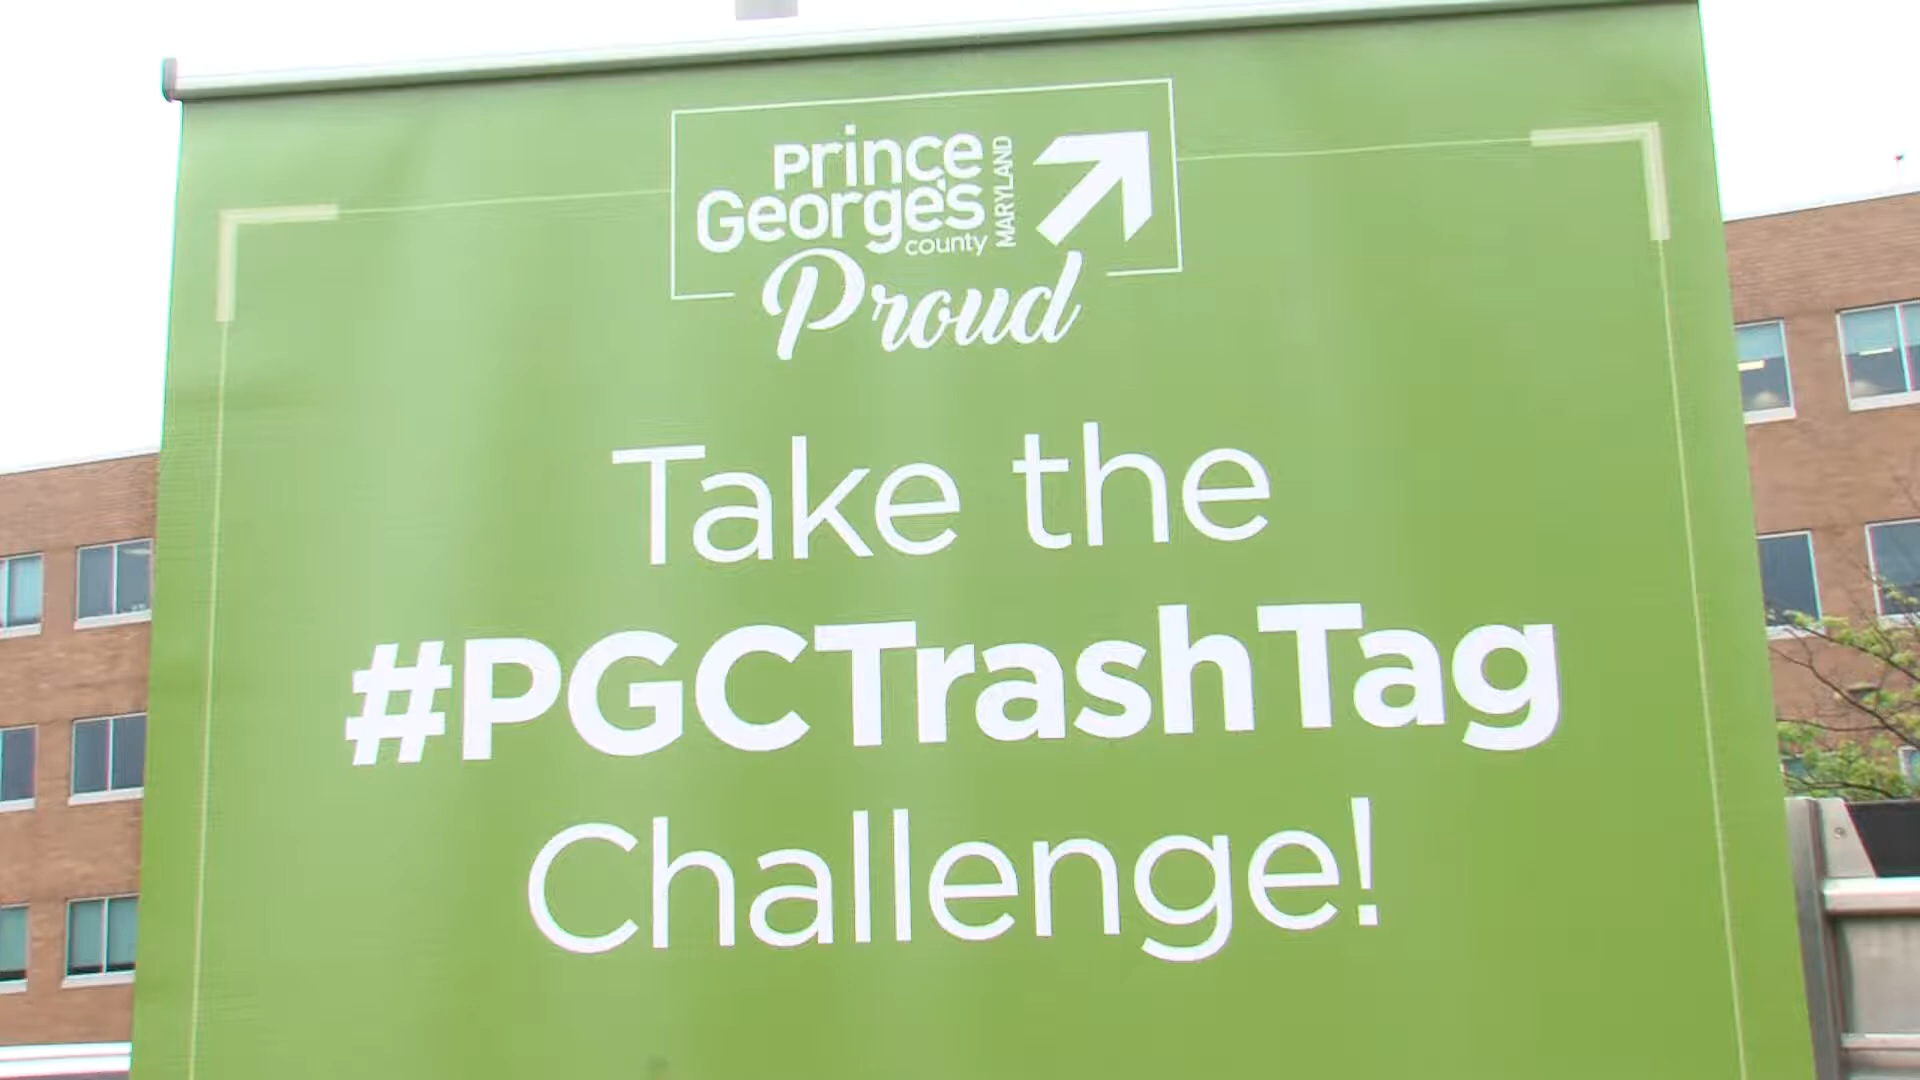 Prince
George's
county
MARYLAND
Proud
Take the
#PGCTrashTag
Challenge!